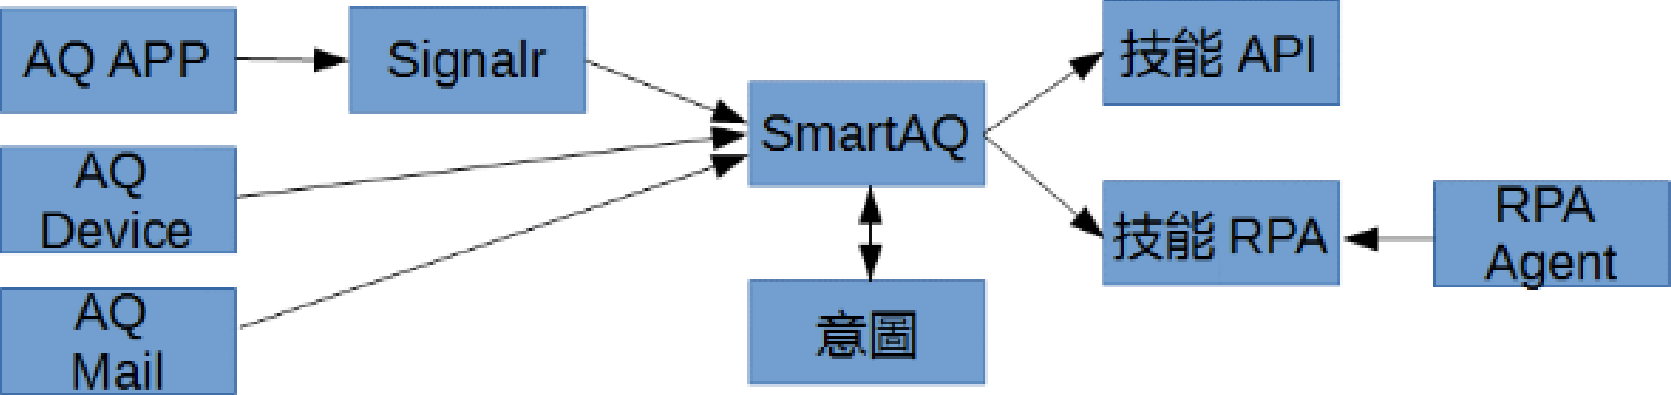 AQ APP
Signalr
AQ
Device
AQ
Mail
SmartAQ
意圖
技能 API
技能 RPA
RPA
Agent